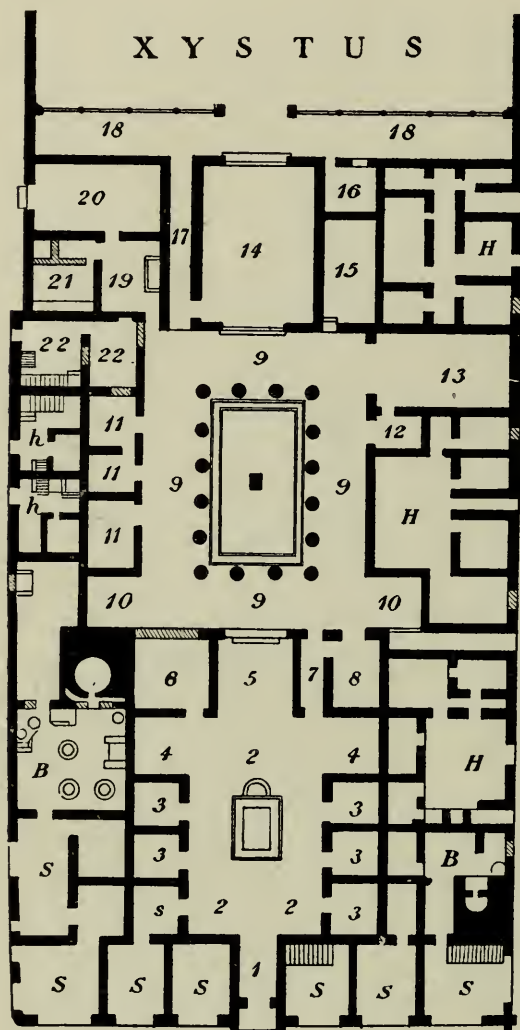 XYSTUS
18 18
20 17 14 16
21 19 15 H
22 22 9 13
h 11 12
11 9 9 H
h 11
10 9 10
6 5 7 8
4 2 4
B 3 3 H
3 3 B
S s 2 2 3
S S S 1 S S S